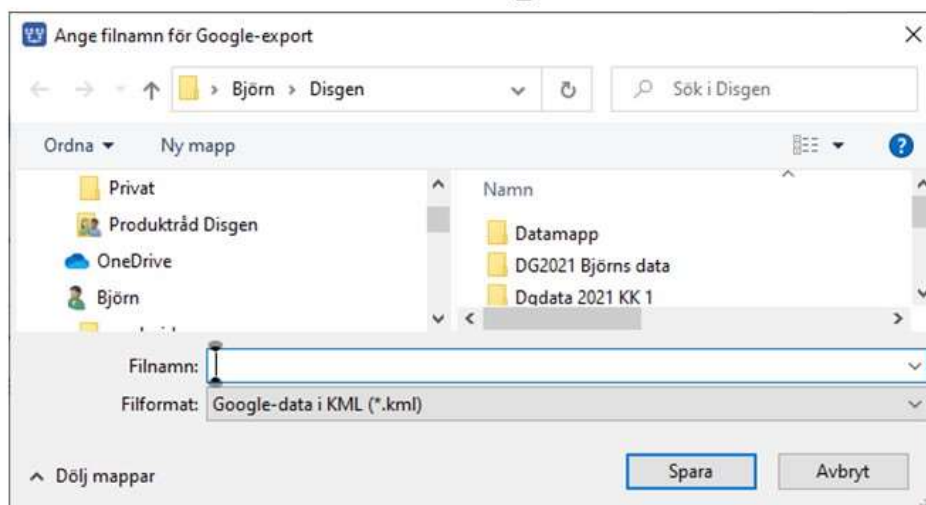 Ange filnamn för Google-export
Björn > Disgen
Sök i Disgen
Ordna
Ny mapp
Privat
Produktråd Disgen
OneDrive
Björn
Namn
Datamapp
DG2021 Björns data
Dgdata 2021 KK 1
Filnamn:
Filformat: Google-data i KML (*.kml)
Dölj mappar
Spara
Avbryt